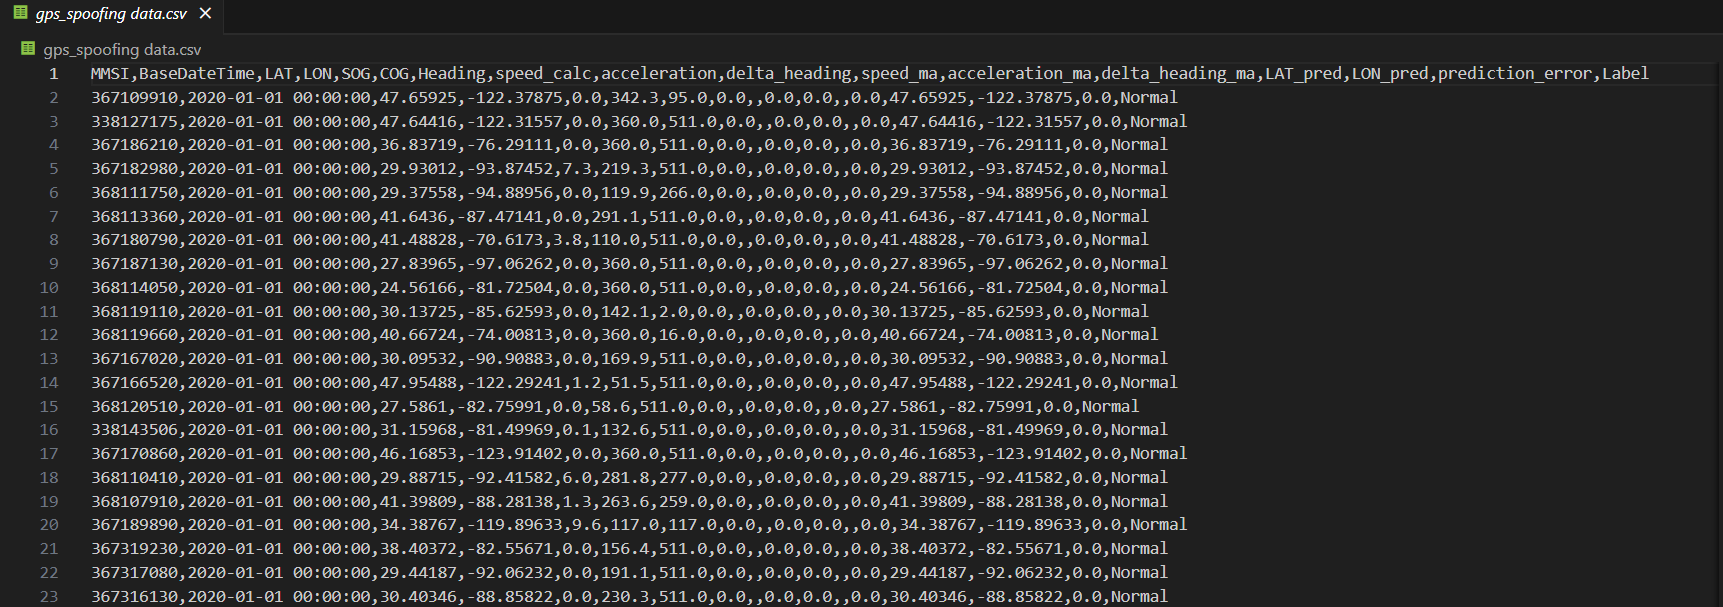 gps_spoofing data.csv ×
gps_spoofing data.csv
1 MMSI,BaseDateTime,LAT,LON,SOG,COG,Heading,speed_calc,acceleration,delta_heading,speed_ma,acceleration_ma,delta_heading_ma,LAT_pred,LON_pred,prediction_error,Label
2 367109910,2020-01-01 00:00:00,47.65925,-122.37875,0.0,342.3,95.0,0.0,,0.0,0.0,,0.0,47.65925,-122.37875,0.0,Normal
3 338127175,2020-01-01 00:00:00,47.64416,-122.31557,0.0,360.0,511.0,0.0,,0.0,0.0,,0.0,47.64416,-122.31557,0.0,Normal
4 367186210,2020-01-01 00:00:00,36.83719,-76.29111,0.0,360.0,511.0,0.0,,0.0,0.0,,0.0,36.83719,-76.29111,0.0,Normal
5 367182980,2020-01-01 00:00:00,29.93012,-93.87452,7.3,219.3,511.0,0.0,,0.0,0.0,,0.0,29.93012,-93.87452,0.0,Normal
6 368111750,2020-01-01 00:00:00,29.37558,-94.88956,0.0,119.9,266.0,0.0,,0.0,0.0,,0.0,29.37558,-94.88956,0.0,Normal
7 368113360,2020-01-01 00:00:00,41.6436,-87.47141,0.0,291.1,511.0,0.0,,0.0,0.0,,0.0,41.6436,-87.47141,0.0,Normal
8 367180790,2020-01-01 00:00:00,41.48828,-70.6173,3.8,110.0,511.0,0.0,,0.0,0.0,,0.0,41.48828,-70.6173,0.0,Normal
9 367187130,2020-01-01 00:00:00,27.83965,-97.06262,0.0,360.0,511.0,0.0,,0.0,0.0,,0.0,27.83965,-97.06262,0.0,Normal
10 368114050,2020-01-01 00:00:00,24.56166,-81.72504,0.0,360.0,511.0,0.0,,0.0,0.0,,0.0,24.56166,-81.72504,0.0,Normal
11 368119110,2020-01-01 00:00:00,30.13725,-85.62593,0.0,142.1,2.0,0.0,,0.0,0.0,,0.0,30.13725,-85.62593,0.0,Normal
12 368119660,2020-01-01 00:00:00,40.66724,-74.00813,0.0,360.0,16.0,0.0,,0.0,0.0,,0.0,40.66724,-74.00813,0.0,Normal
13 367167020,2020-01-01 00:00:00,30.09532,-90.90883,0.0,169.9,511.0,0.0,,0.0,0.0,,0.0,30.09532,-90.90883,0.0,Normal
14 367166520,2020-01-01 00:00:00,47.95488,-122.29241,1.2,51.5,511.0,0.0,,0.0,0.0,,0.0,47.95488,-122.29241,0.0,Normal
15 368120510,2020-01-01 00:00:00,27.5861,-82.75991,0.0,58.6,511.0,0.0,,0.0,0.0,,0.0,27.5861,-82.75991,0.0,Normal
16 338143506,2020-01-01 00:00:00,31.15968,-81.49969,0.1,132.6,511.0,0.0,,0.0,0.0,,0.0,31.15968,-81.49969,0.0,Normal
17 367170860,2020-01-01 00:00:00,46.16853,-123.91402,0.0,360.0,511.0,0.0,,0.0,0.0,,0.0,46.16853,-123.91402,0.0,Normal
18 368110410,2020-01-01 00:00:00,29.88715,-92.41582,6.0,281.8,277.0,0.0,,0.0,0.0,,0.0,29.88715,-92.41582,0.0,Normal
19 368107910,2020-01-01 00:00:00,41.39809,-88.28138,1.3,263.6,259.0,0.0,,0.0,0.0,,0.0,41.39809,-88.28138,0.0,Normal
20 367189890,2020-01-01 00:00:00,34.38767,-119.89633,9.6,117.0,117.0,0.0,,0.0,0.0,,0.0,34.38767,-119.89633,0.0,Normal
21 367319230,2020-01-01 00:00:00,38.40372,-82.55671,0.0,156.4,511.0,0.0,,0.0,0.0,,0.0,38.40372,-82.55671,0.0,Normal
22 367317080,2020-01-01 00:00:00,29.44187,-92.06232,0.0,191.1,511.0,0.0,,0.0,0.0,,0.0,29.44187,-92.06232,0.0,Normal
23 367316130,2020-01-01 00:00:00,30.40346,-88.85822,0.0,230.3,511.0,0.0,,0.0,0.0,,0.0,30.40346,-88.85822,0.0,Normal